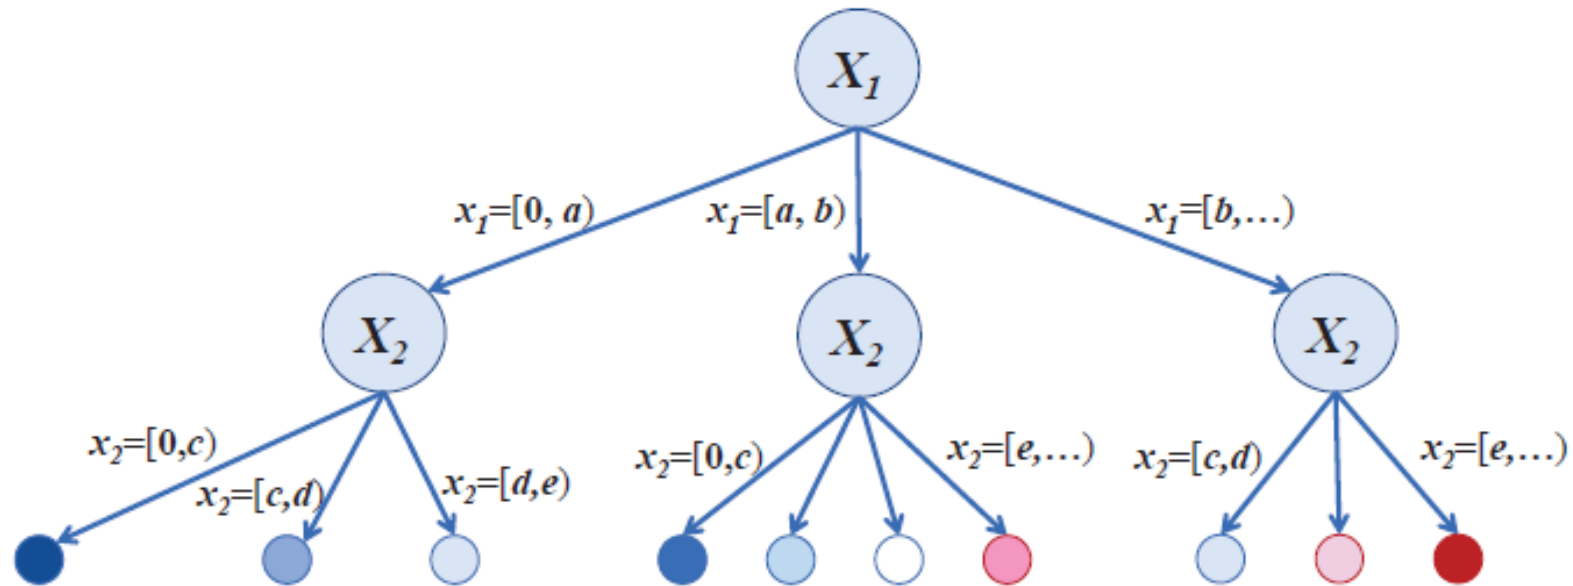 X1
x1=[0, a)
x1=[a, b)
x1=[b,…)
X2
X2
X2
x2=[0,c)
x2=[c,d)
x2=[d,e)
x2=[0,c)
x2=[e,…)
x2=[c,d)
x2=[e,…)